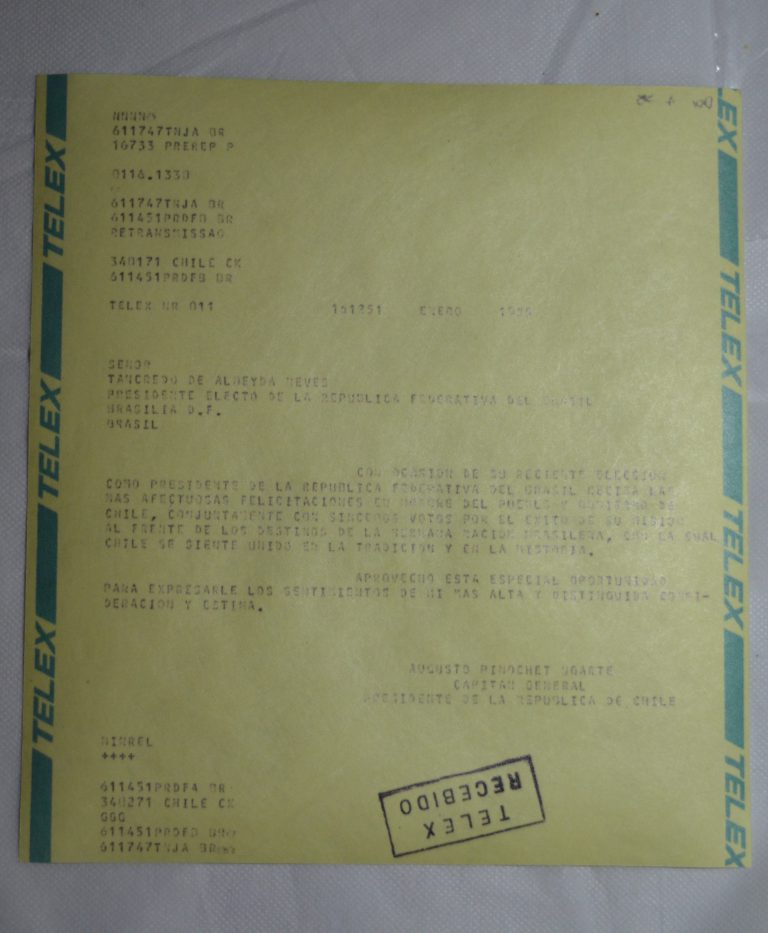 NNNN
611747TNJA BR
16733 PREREP P
0116.1330
611747TNJA BR
611451PRDFB BR
RETRANSMISSAO
340171 CHILE CK
611451PRDFB BR
TELEX NR 011 161251 ENERO
SENOR
TANCREDO DE ALMEYDA NEVES
PRESIDENTE ELECTO DE LA REPUBLICA FEDERATIVA DEL BRASIL
BRASILIA D.F.
BRASIL
CON OCASION DE SU RECIENTE ELECCION
COMO PRESIDENTE DE LA REPUBLICA FEDERATIVA DEL BRASIL RECIBA LAS
MAS AFECTUOSAS FELICITACIONES EN NOMBRE DEL PUEBLO Y GOBIERNO DE
CHILE, CONJUNTAMENTE CON SINCEROS VOTOS POR EL EXITO DE SU MISION
AL FRENTE DE LOS DESTINOS DE LA HERMANA NACION BRASILENA, CON LA CUAL
CHILE SE SIENTE UNIDO EN LA TRADICION Y EN LA HISTORIA.
APROVECHO ESTA ESPECIAL OPORTUNIDAD
PARA EXPRESARLE LOS SENTIMIENTOS DE MI MAS ALTA Y DISTINGUIDA CONSI-
DERACION Y ESTIMA.
AUGUSTO PINOCHET UGARTE
CAPITAN GENERAL
PRESIDENTE DE LA REPUBLICA DE CHILE
MINREL
++++
611451PRDFA BR
340271 CHILE CK
GGG
611451PRDFB BR
611747TNJA BR
TELEX
RECEBIDO
TELEX
TELEX
TELEX
TELEX
TELEX
TELEX
TELEX